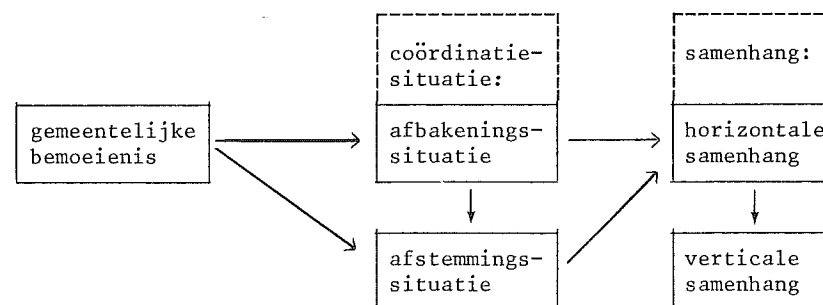 coördinatie-
situatie:
samenhang:
gemeentelijke
bemoeienis
afbakenings-
situatie
horizontale
samenhang
afstemmings-
situatie
verticale
samenhang